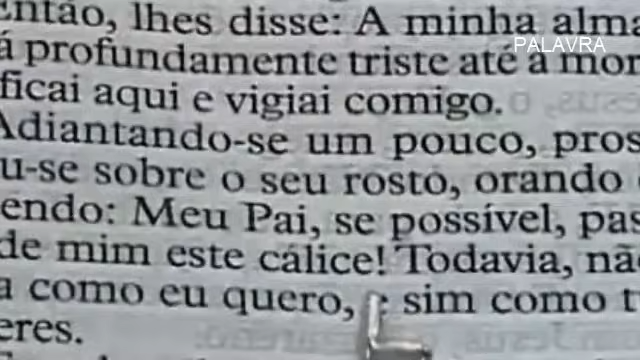 Então, lhes disse: A minha alma
á profundamente triste até à mor
PALAVRA
ficai aqui e vigiai comigo.
Adiantando-se um pouco, pros
u-se sobre o seu rosto, orando
endo: Meu Pai, se possível, pas
de mim este cálice! Todavia, nã
a como eu quero, e sim como t
eres.